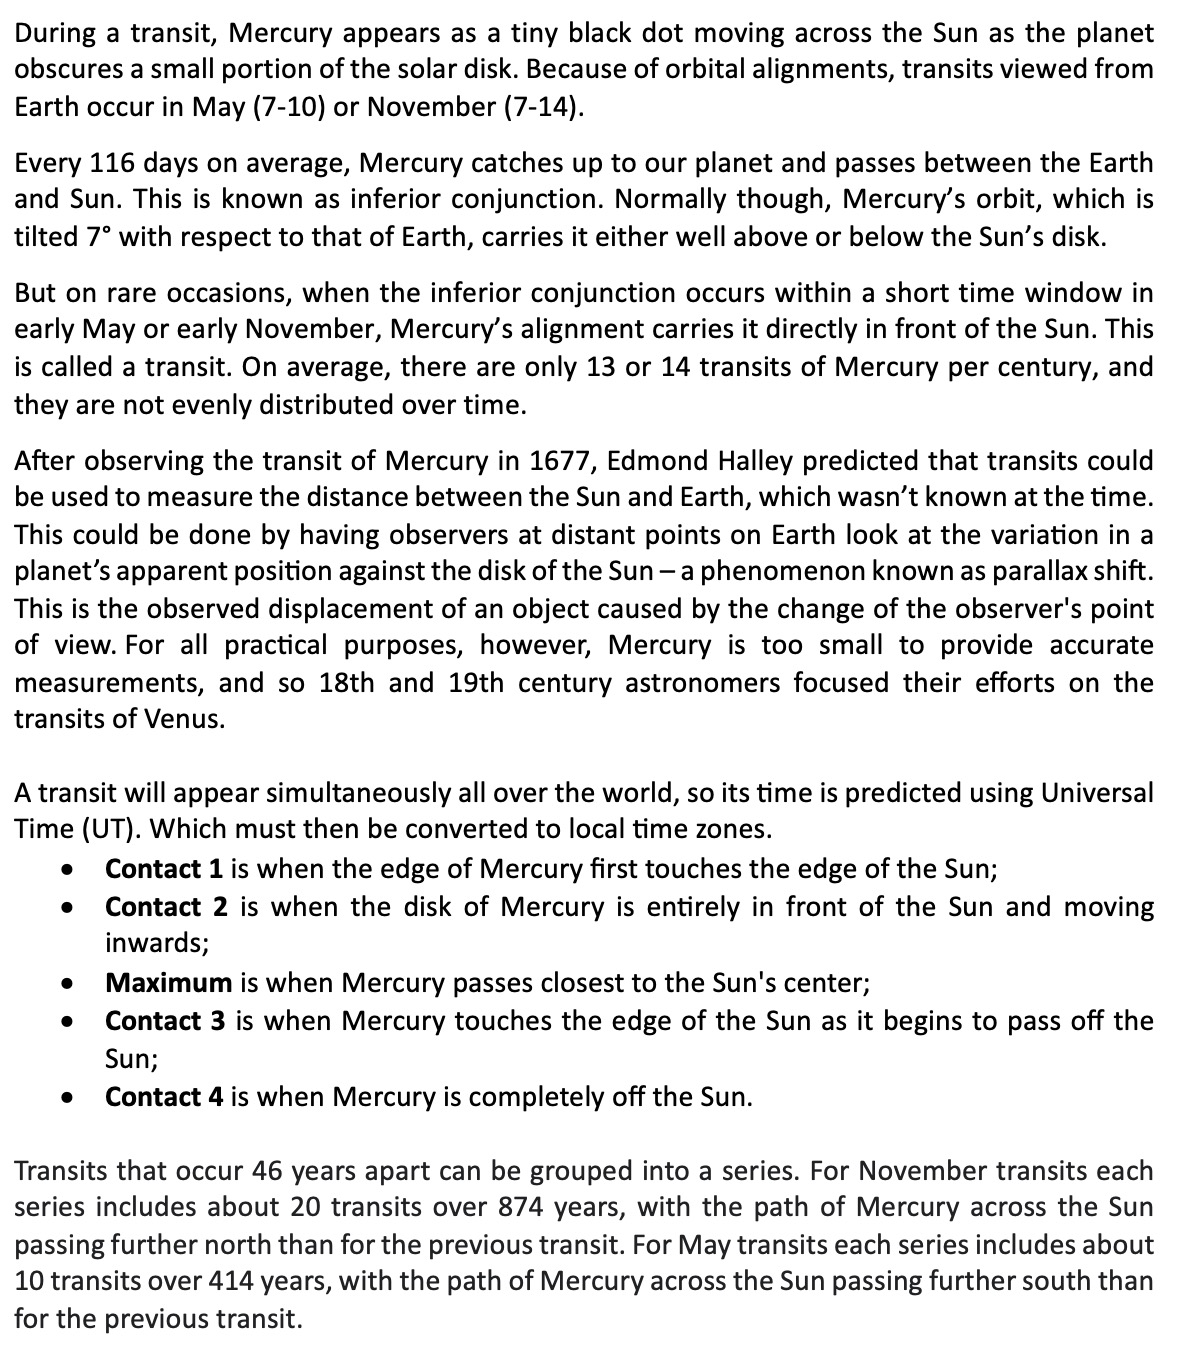 During a transit, Mercury appears as a tiny black dot moving across the Sun as the planet
obscures a small portion of the solar disk. Because of orbital alignments, transits viewed from
Earth occur in May (7-10) or November (7-14).
Every 116 days on average, Mercury catches up to our planet and passes between the Earth
and Sun. This is known as inferior conjunction. Normally though, Mercury’s orbit, which is
tilted 7° with respect to that of Earth, carries it either well above or below the Sun’s disk.
But on rare occasions, when the inferior conjunction occurs within a short time window in
early May or early November, Mercury’s alignment carries it directly in front of the Sun. This
is called a transit. On average, there are only 13 or 14 transits of Mercury per century, and
they are not evenly distributed over time.
After observing the transit of Mercury in 1677, Edmond Halley predicted that transits could
be used to measure the distance between the Sun and Earth, which wasn’t known at the time.
This could be done by having observers at distant points on Earth look at the variation in a
planet’s apparent position against the disk of the Sun – a phenomenon known as parallax shift.
This is the observed displacement of an object caused by the change of the observer's point
of view. For all practical purposes, however, Mercury is too small to provide accurate
measurements, and so 18th and 19th century astronomers focused their efforts on the
transits of Venus.
A transit will appear simultaneously all over the world, so its time is predicted using Universal
Time (UT). Which must then be converted to local time zones.
• Contact 1 is when the edge of Mercury first touches the edge of the Sun;
• Contact 2 is when the disk of Mercury is entirely in front of the Sun and moving
inwards;
• Maximum is when Mercury passes closest to the Sun's center;
• Contact 3 is when Mercury touches the edge of the Sun as it begins to pass off the
Sun;
• Contact 4 is when Mercury is completely off the Sun.
Transits that occur 46 years apart can be grouped into a series. For November transits each
series includes about 20 transits over 874 years, with the path of Mercury across the Sun
passing further north than for the previous transit. For May transits each series includes about
10 transits over 414 years, with the path of Mercury across the Sun passing further south than
for the previous transit.